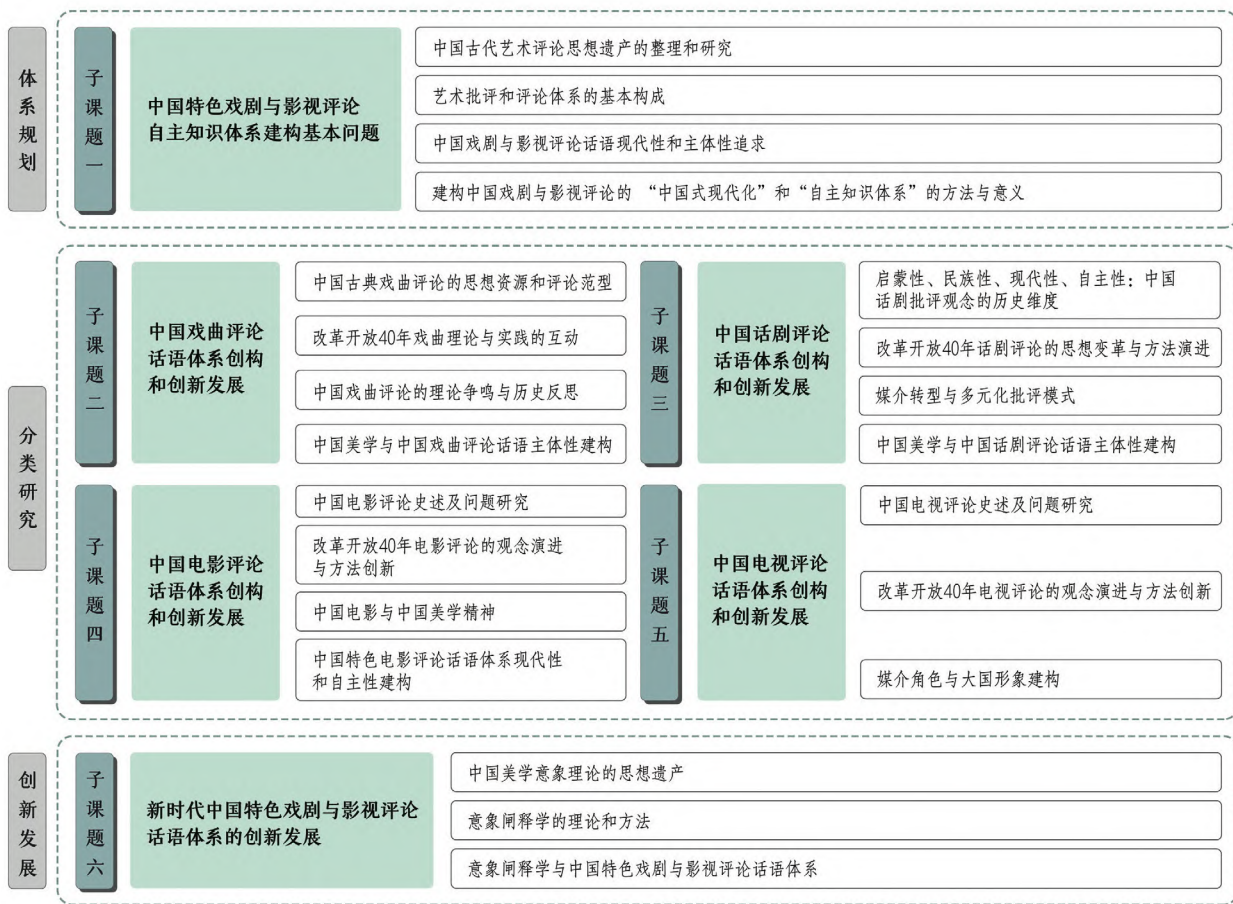 体系规划
子课题一
中国特色戏剧与影视评论
自主知识体系建构基本问题
中国古代艺术评论思想遗产的整理和研究
艺术批评和评论体系的基本构成
中国戏剧与影视评论话语现代性和主体性追求
建构中国戏剧与影视评论的 “中国式现代化”和“自主知识体系”的方法与意义
分类研究
子课题二
中国戏曲评论
话语体系创构
和创新发展
中国古典戏曲评论的思想资源和评论范型
改革开放40年戏曲理论与实践的互动
中国戏曲评论的理论争鸣与历史反思
中国美学与中国戏曲评论话语主体性建构
子课题三
中国话剧评论
话语体系创构
和创新发展
启蒙性、民族性、现代性、自主性：中国
话剧批评观念的历史维度
改革开放40年话剧评论的思想变革与方法演进
媒介转型与多元化批评模式
中国美学与中国话剧评论话语主体性建构
子课题四
中国电影评论
话语体系创构
和创新发展
中国电影评论史述及问题研究
改革开放40年电影评论的观念演进
与方法创新
中国电影与中国美学精神
中国特色电影评论话语体系现代性
和自主性建构
子课题五
中国电视评论
话语体系创构
和创新发展
中国电视评论史述及问题研究
改革开放40年电视评论的观念演进与方法创新
媒介角色与大国形象建构
创新发展
子课题六
新时代中国特色戏剧与影视评论
话语体系的创新发展
中国美学意象理论的思想遗产
意象阐释学的理论和方法
意象阐释学与中国特色戏剧与影视评论话语体系